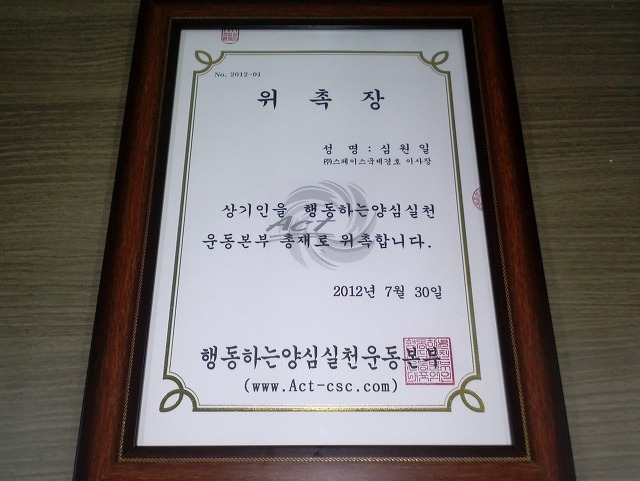 No. 2012-01
위 촉 장
성 명 : 심 원 일
㈜스페이스국제경호 이사장
상기인을 행동하는양심실천
Act
운동본부 총재로 위촉합니다.
2012년 7월 30일
행동하는양심실천운동본부
(www.Act-csc.com)